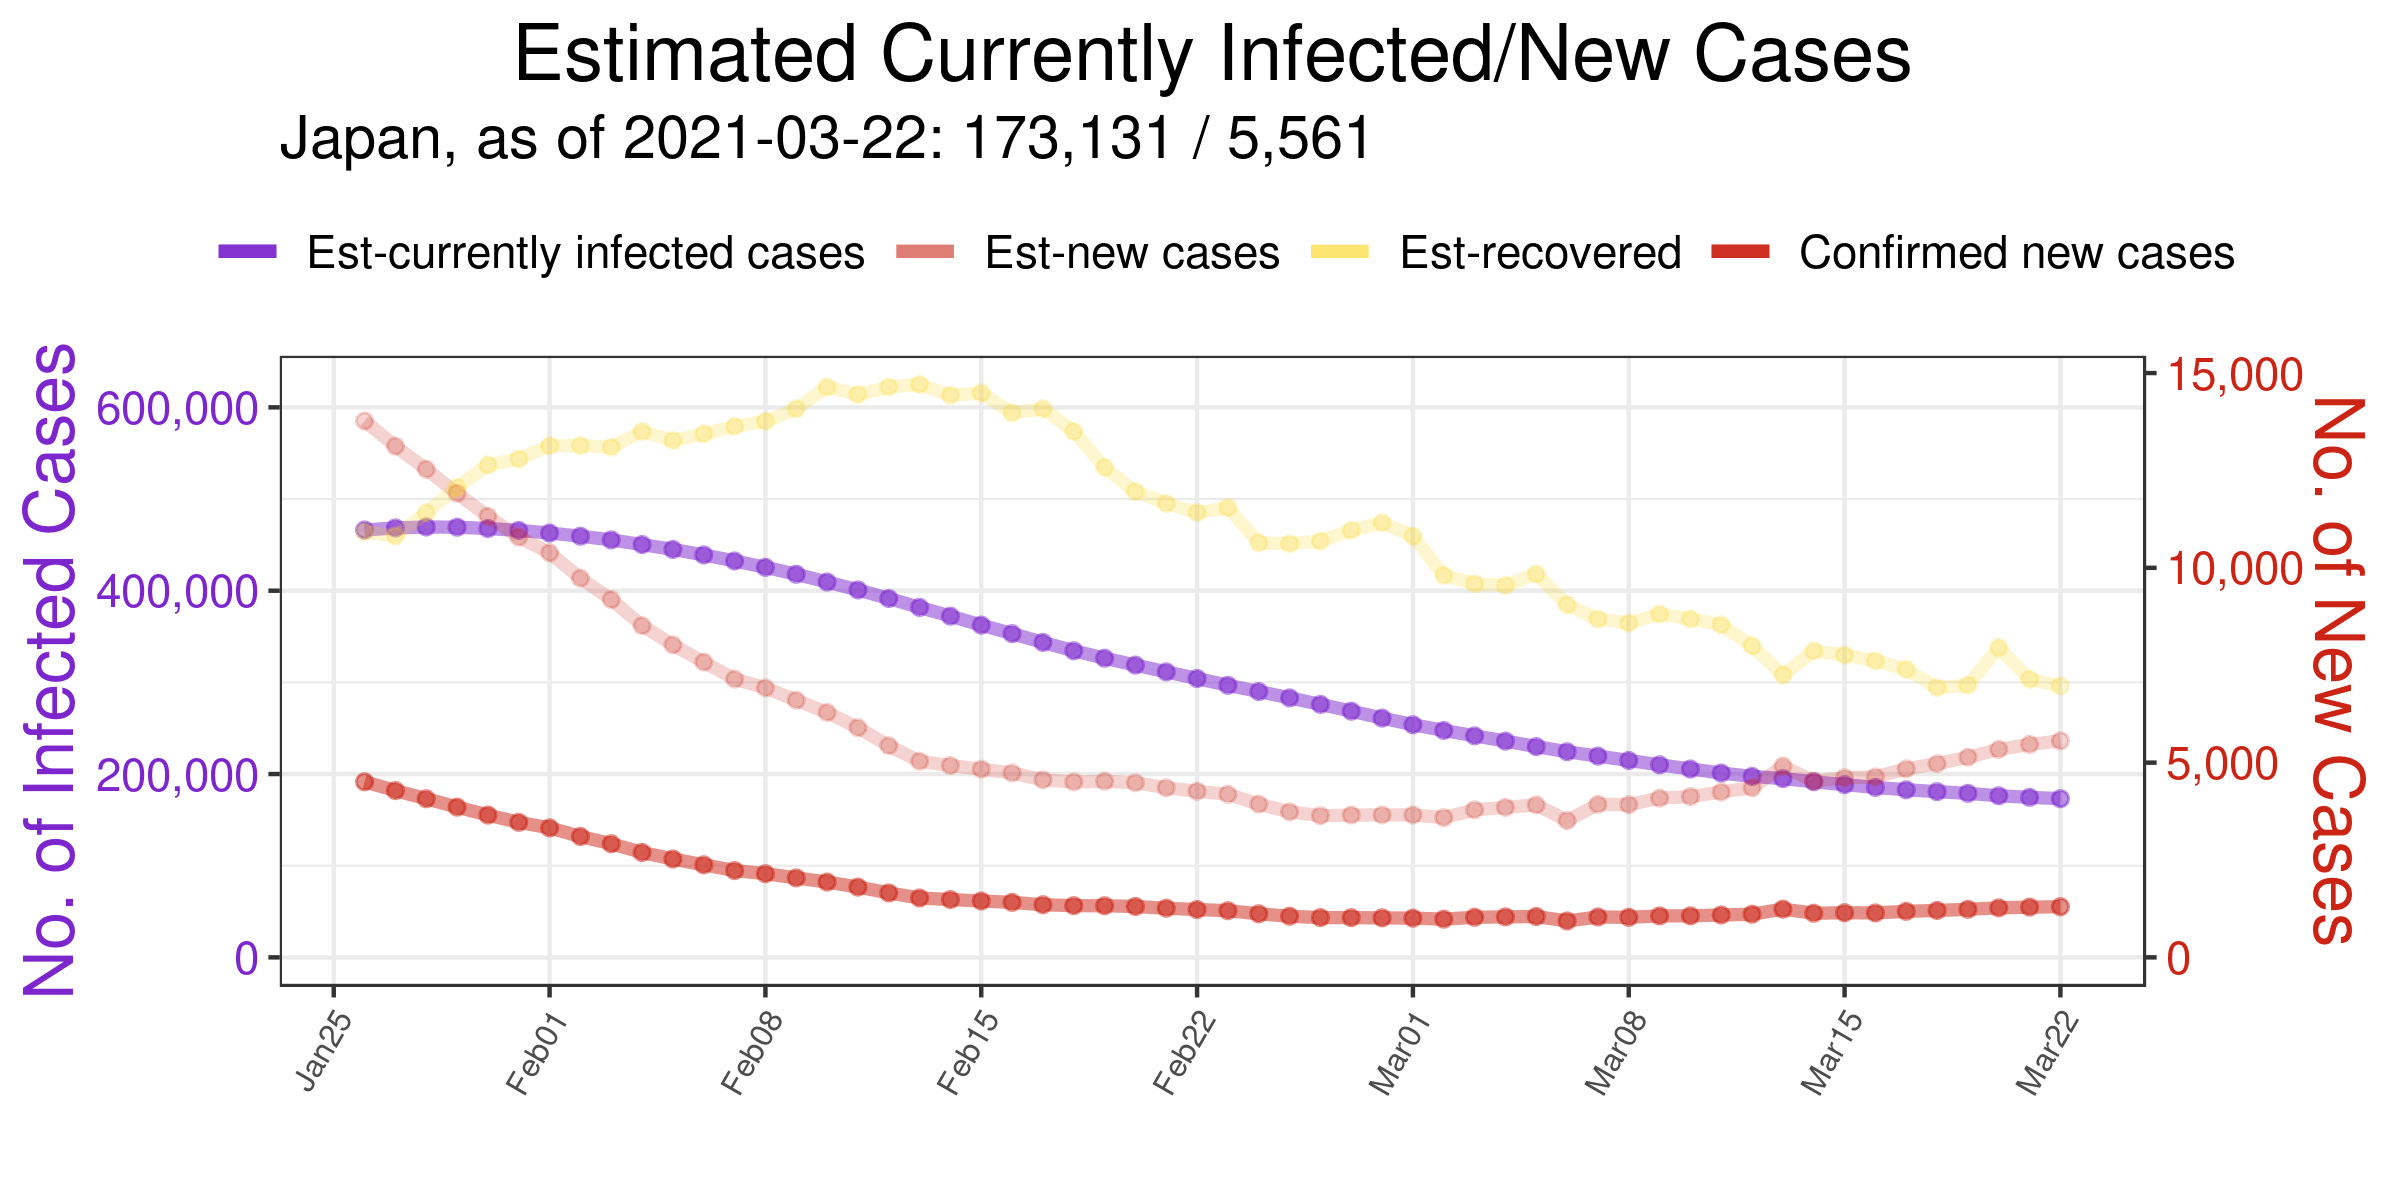 Estimated Currently Infected/New Cases
Japan, as of 2021-03-22: 173,131 / 5,561
Est-currently infected cases Est-new cases Est-recovered Confirmed new cases
No. of Infected Cases
600,000
400,000
200,000
0
15,000
10,000
5,000
0
No. of New Cases
Jan25 Feb01 Feb08 Feb15 Feb22 Mar01 Mar08 Mar15 Mar22